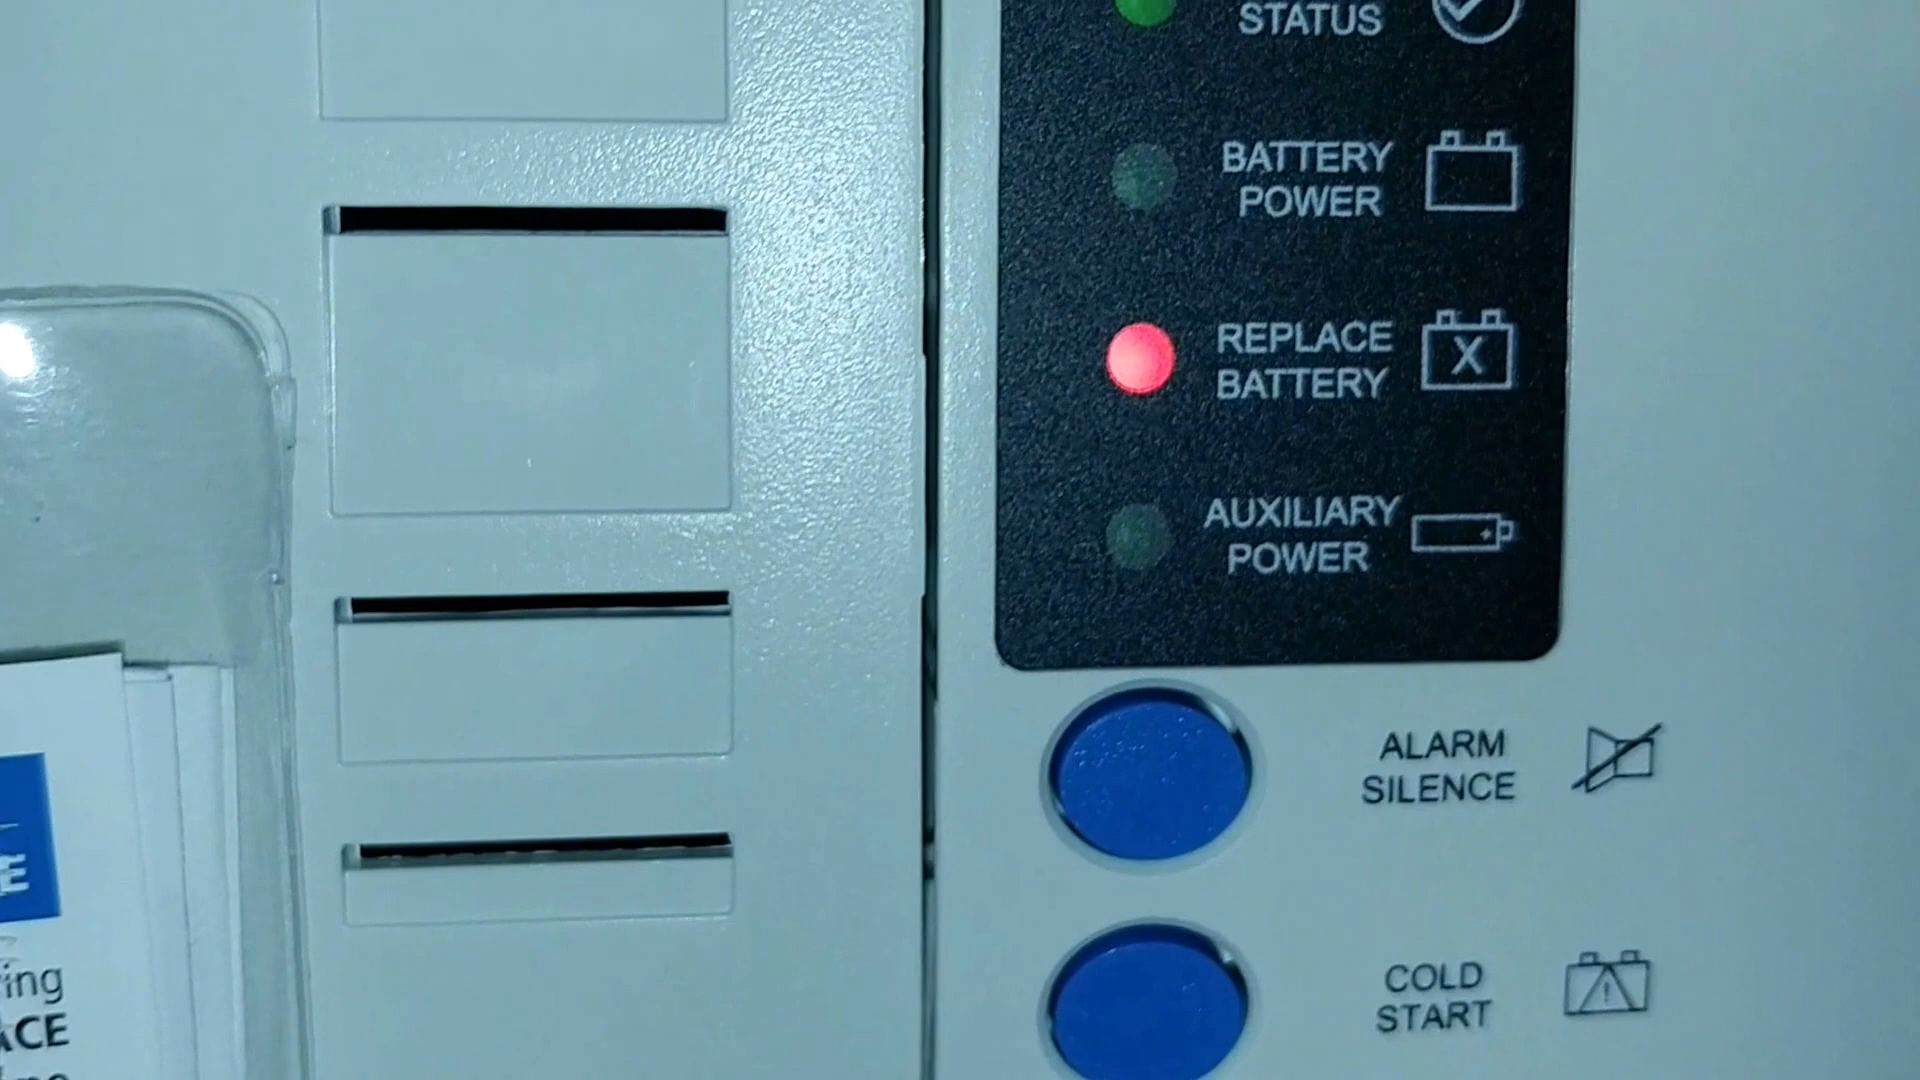 STATUS
BATTERY
POWER
REPLACE
BATTERY
X
AUXILIARY
POWER
ALARM
SILENCE
COLD
START
E
ing
ACE